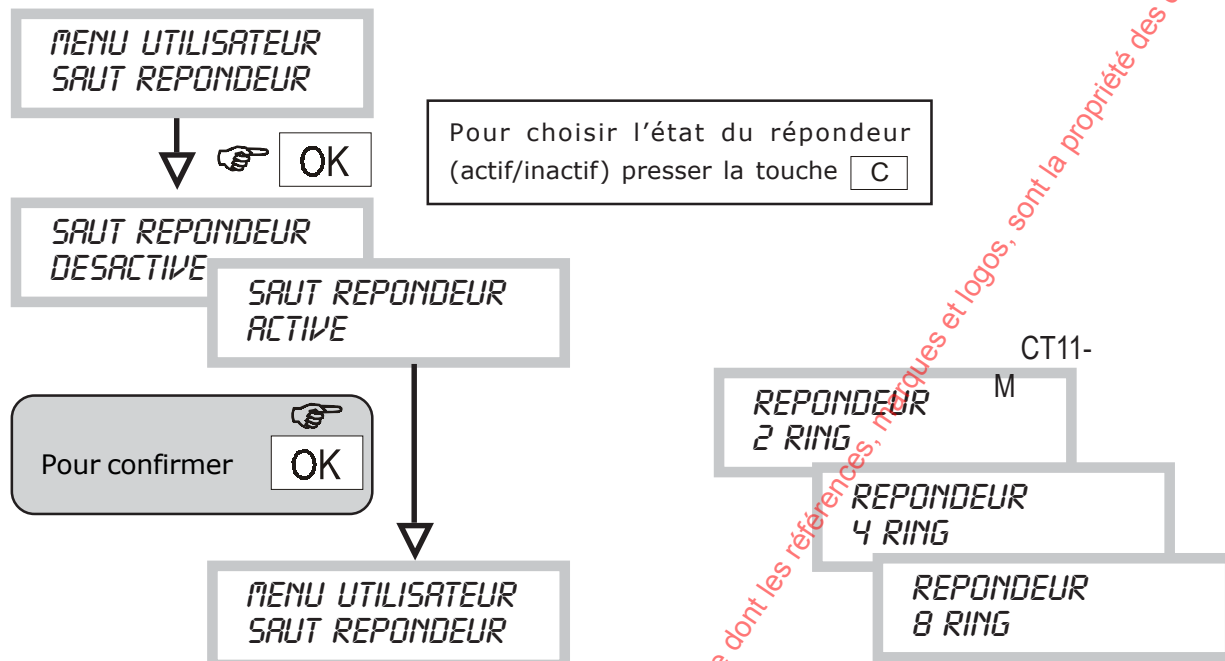 MENU UTILISATEUR
SAUT REPONDEUR
OK
Pour choisir l'état du répondeur
(actif/inactif) presser la touche C
SAUT REPONDEUR
DESACTIVE
SAUT REPONDEUR
ACTIVE
Pour confirmer
OK
MENU UTILISATEUR
SAUT REPONDEUR
CT11-
M
REPONDEUR
2 RING
REPONDEUR
4 RING
REPONDEUR
8 RING
e dont les références, marques et logos, sont la propriété des